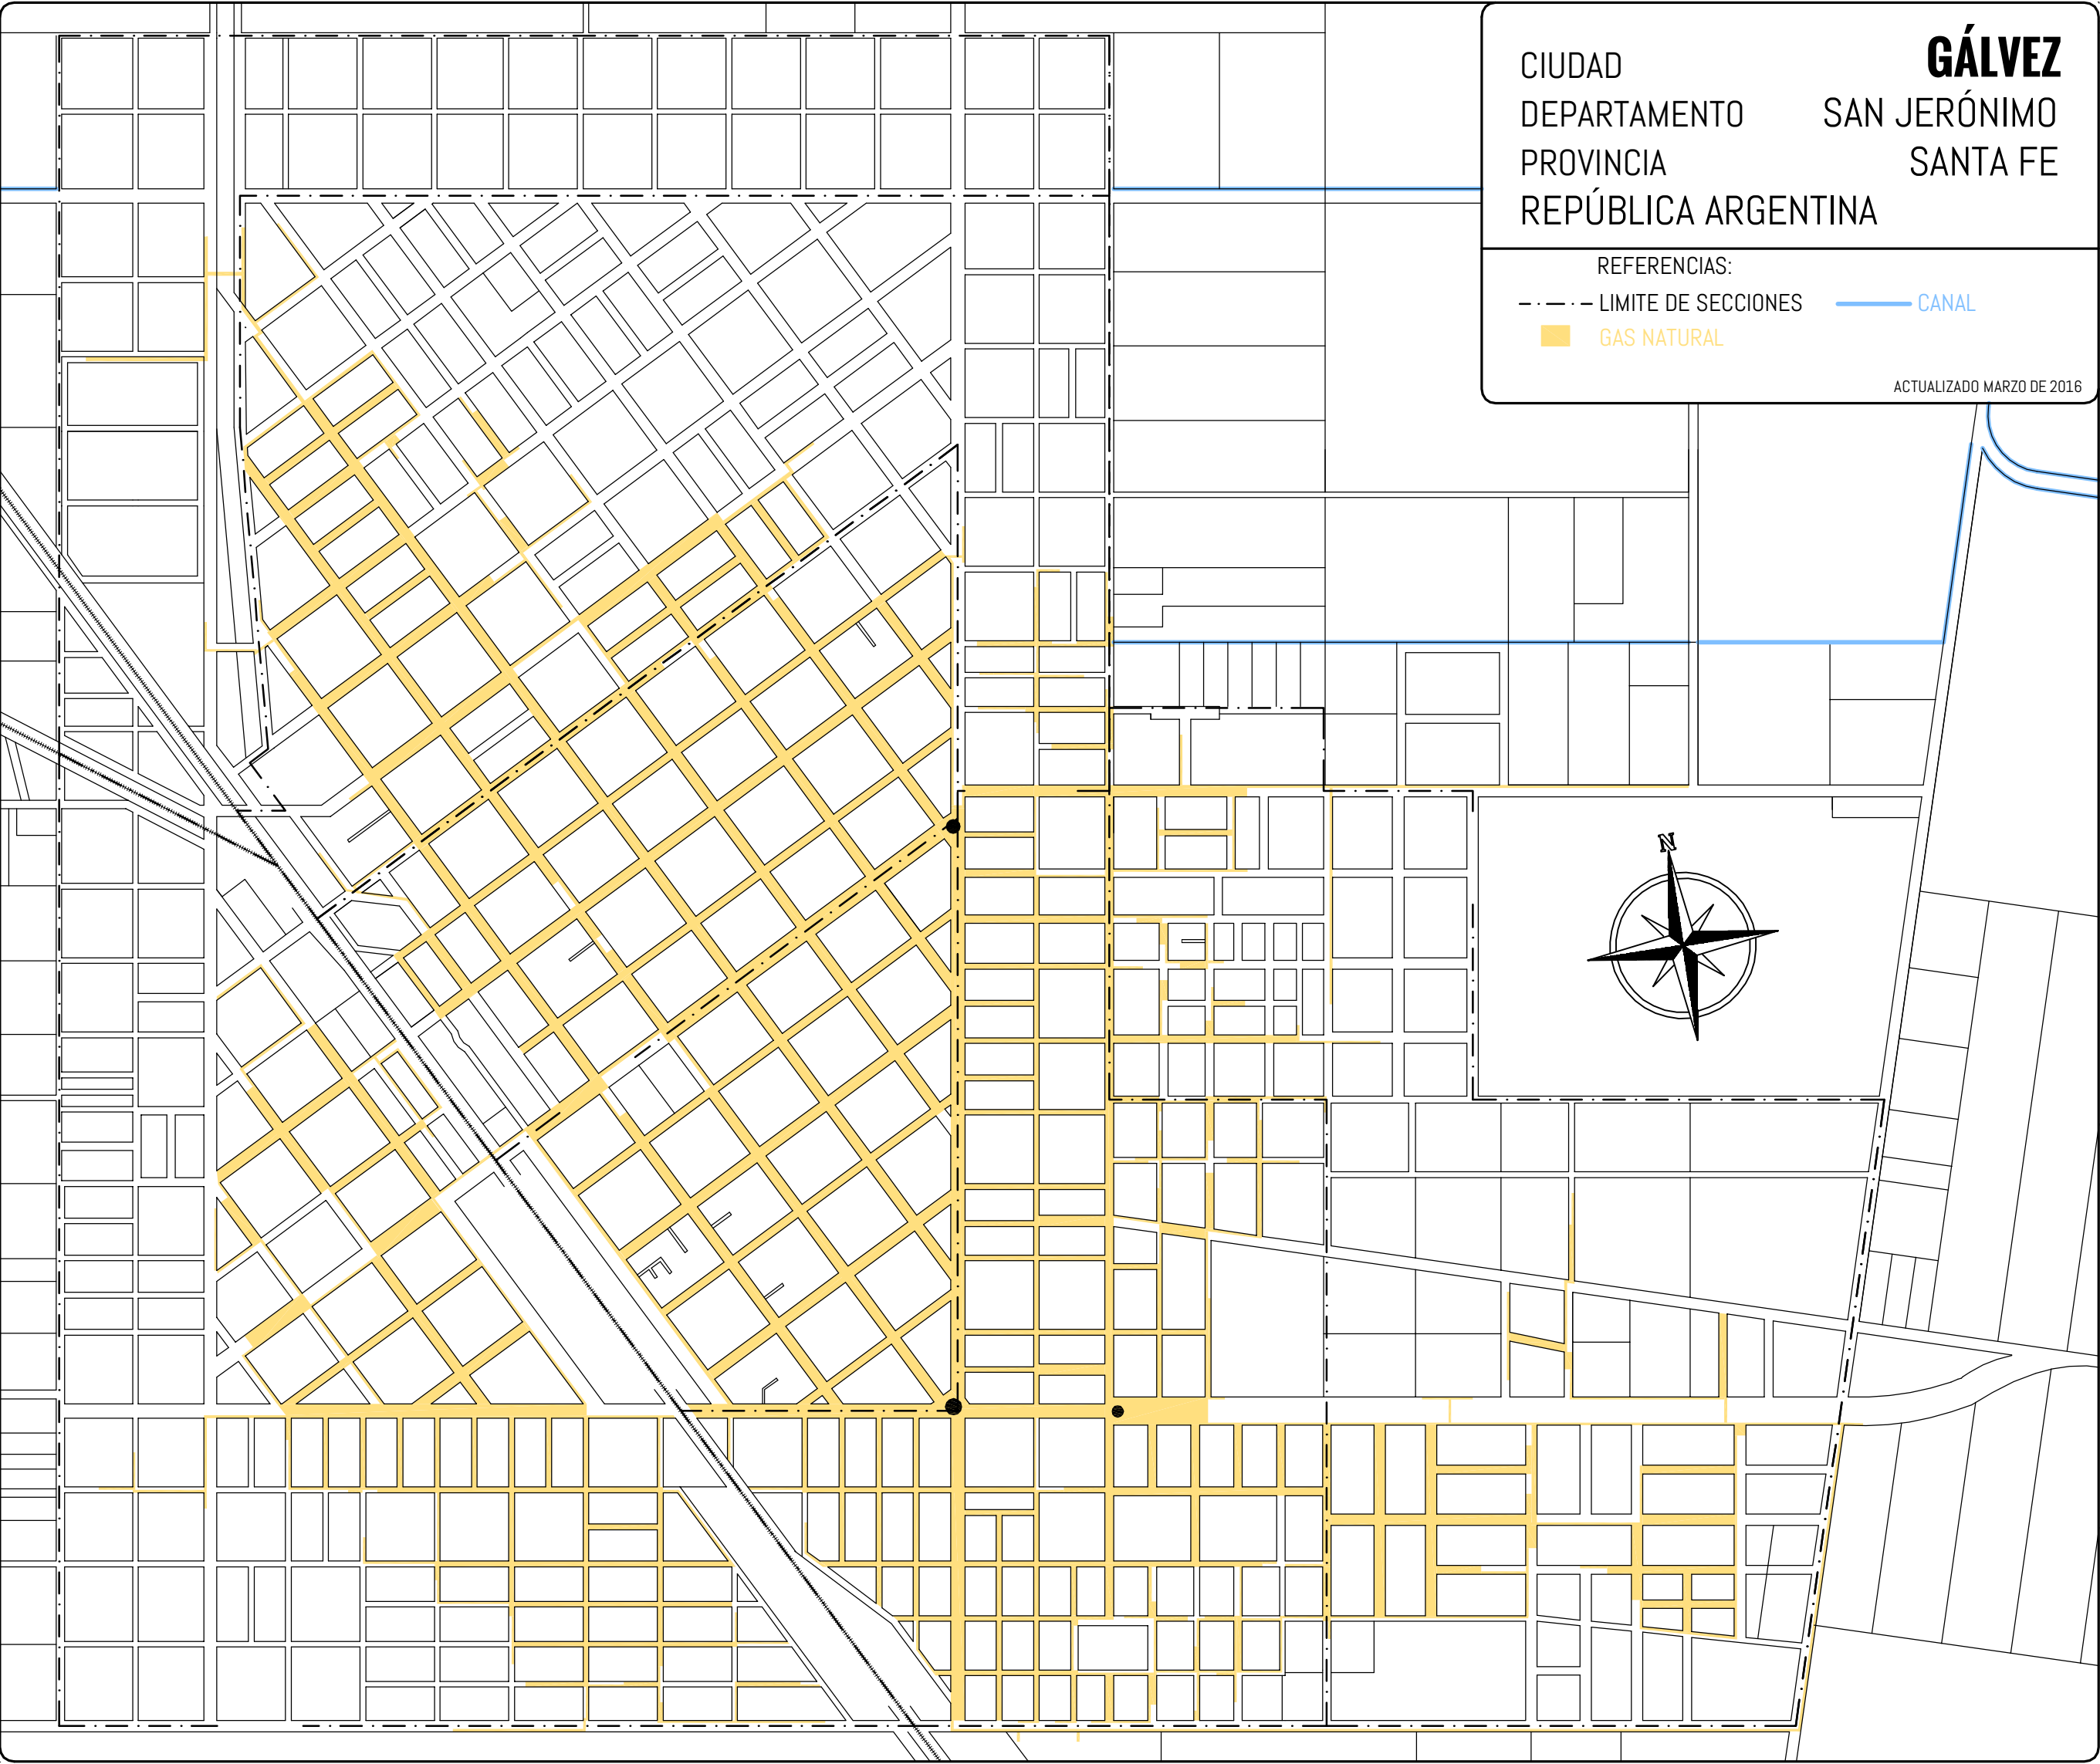 CIUDAD GÁLVEZ
DEPARTAMENTO SAN JERÓNIMO
PROVINCIA SANTA FE
REPÚBLICA ARGENTINA
REFERENCIAS:
LIMITE DE SECCIONES CANAL
GAS NATURAL
ACTUALIZADO MARZO DE 2016
N